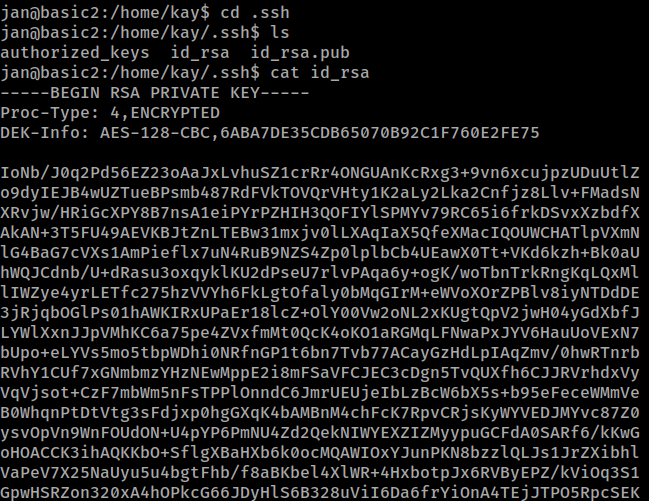 jan@basic2:/home/kay$ cd .ssh
jan@basic2:/home/kay/.ssh$ ls
authorized_keys id_rsa id_rsa.pub
jan@basic2:/home/kay/.ssh$ cat id_rsa
-----BEGIN RSA PRIVATE KEY-----
Proc-Type: 4,ENCRYPTED
DEK-Info: AES-128-CBC,6ABA7DE35CDB65070B92C1F760E2FE75

IoNb/J0q2Pd56EZ23oAaJxLvhuSZ1crRr4ONGUAnKcRxg3+9vn6xcujpzUDuUtlZ
o9dyIEJB4wUZTueBPsmb487RdFVkTOVQrVHty1K2aLy2Lka2Cnfjz8Llv+FMadsN
XRvjw/HRiGcXPY8B7nsA1eiPYrPZHIH3QOFIYlSPMYv79RC65i6frkDSvxXzbdfX
AkAN+3T5FU49AEVKBJtZnLTEBw31mxjv0lLXAqIaX5QfeXMacIQOUWCHATlpVXmN
lG4BaG7cVXs1AmPieflx7uN4RuB9NZS4Zp0lplbCb4UEawX0Tt+VKd6kzh+Bk0aU
hWQJCdnb/U+dRasu3oxqyklKU2dPseU7rlvPAqa6y+ogK/woTbnTrkRngKqLQxMl
lIWZye4yrLETfc275hzVVYh6FkLgtOfaly0bMqGIrM+eWVoXOrZPBlv8iyNTDdDE
3jRjqbOGlPs01hAWKIRxUPaEr18lcZ+OlY00Vw2oNL2xKUgtQpV2jwH04yGdXbfJ
LYWlXxnJJpVMhKC6a75pe4ZVxfmMt0QcK4oKO1aRGMqLFNwaPxJYV6HauUoVExN7
bUpo+eLYVs5mo5tbpWDhi0NRfnGP1t6bn7Tvb77ACayGzHdLpIAqZmv/0hwRTnrb
RVhY1CUf7xGNmbmzYHzNEwMppE2i8mFSaVFCJEC3cDgn5TvQUXfh6CJJRVrhdxVy
VqVjsot+CzF7mbWm5nFsTPPlOnndC6JmrUEUjeIbLzBcW6bX5s+b95eFeceWMmVe
B0WhqnPtDtVtg3sFdjxp0hgGXqK4bAMBnM4chFcK7RpvCRjsKyWYVEDJMYvc87Z0
ysvOpVn9WnFOUdON+U4pYP6PmNU4Zd2QekNIWYEXZIZMyypuGCFdA0SARf6/kKwG
oHOACCK3ihAQKKbO+SflgXBaHXb6k0ocMQAWIOxYJunPKN8bzzlQLJs1JrZXibhl
VaPeV7X25NaUyu5u4bgtFhb/f8aBKbel4XlWR+4HxbotpJx6RVByEPZ/kViOq3S1
GpwHSRZon320xA4hOPkcG66JDyHlS6B328uViI6Da6frYiOnA4TEjJTPO5RpcSEK